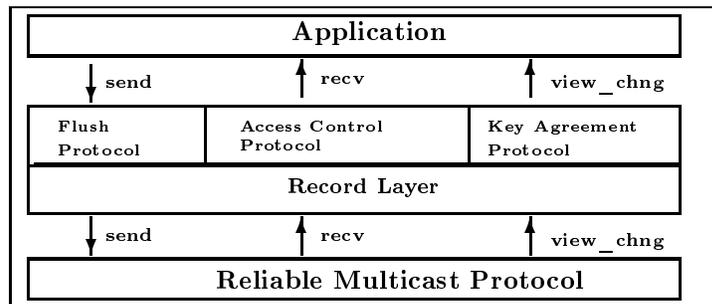 Application
send
recv
view_chng
Flush
Protocol
Access Control
Protocol
Key Agreement
Protocol
Record Layer
send
recv
view_chng
Reliable Multicast Protocol